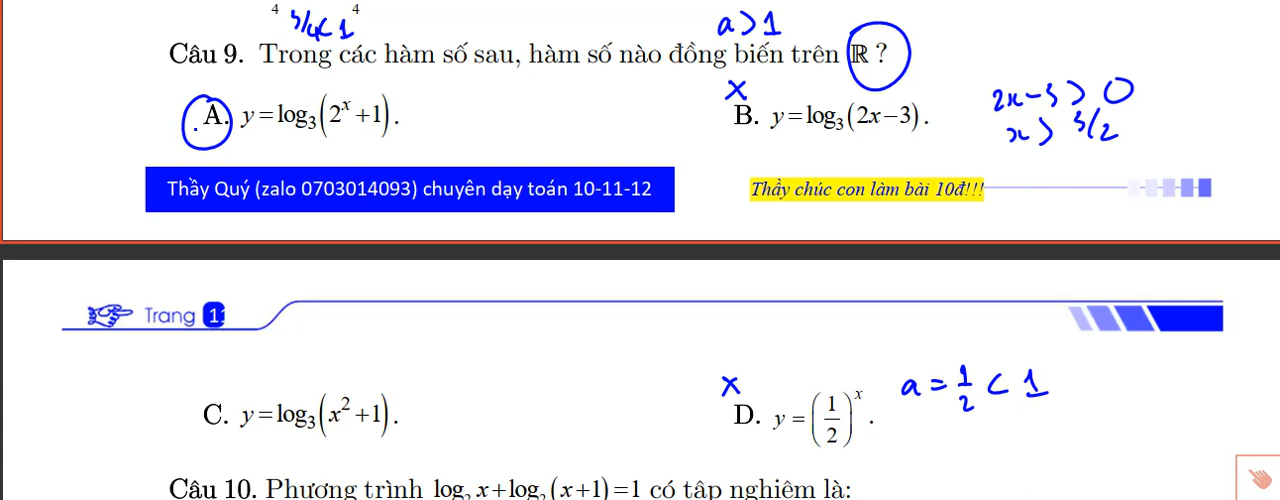 4 3/4 < 1 4
a > 1
Câu 9. Trong các hàm số sau, hàm số nào đồng biến trên ℝ ?
x
A. y = log₃(2ˣ + 1).
B. y = log₃(2x − 3).
2x − 3 > 0
x > 3/2
Thầy Quý (zalo 0703014093) chuyên dạy toán 10-11-12
Thầy chúc con làm bài 10đ!!!
Trang 1
x
C. y = log₃(x² + 1).
D. y = (1/2)ˣ.
a = 1/2 < 1
Câu 10. Phương trình log₂ x + log₂(x + 1) = 1 có tập nghiệm là: